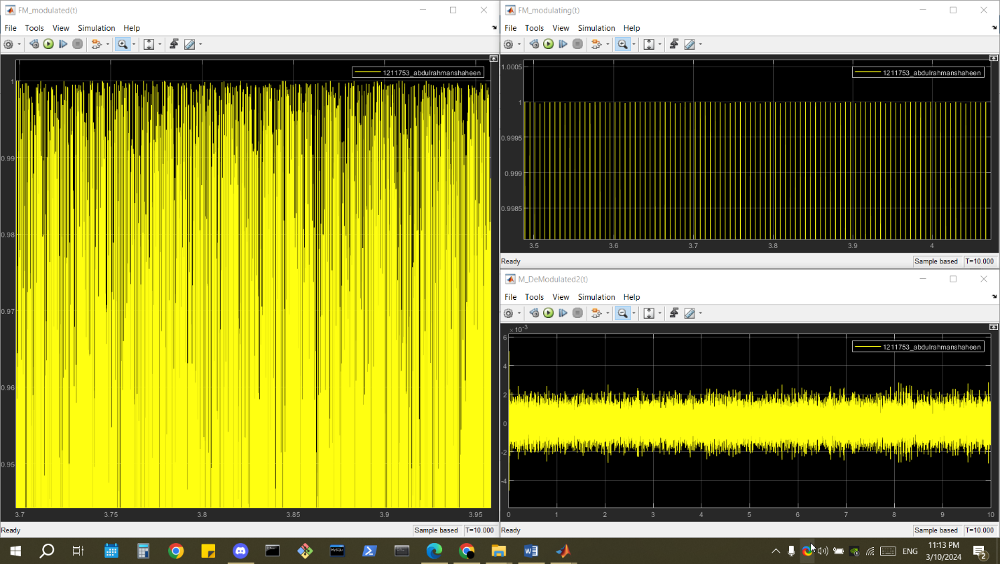 FM_modulated(t)
File Tools View Simulation Help
1211753_abdulrahmanshaheen
1
0.99
0.98
0.97
0.96
0.95
3.7 3.75 3.8 3.85 3.9 3.95
Ready
Sample based T=10.000
FM_modulating(t)
File Tools View Simulation Help
1.0005
1211753_abdulrahmanshaheen
1
0.9995
0.999
0.9985
3.5 3.6 3.7 3.8 3.9 4
Ready
Sample based T=10.000
M_DeModulated2(t)
File Tools View Simulation Help
×10-3
6
1211753_abdulrahmanshaheen
4
2
0
-2
-4
0 1 2 3 4 5 6 7 8 9 10
Ready
Sample based T=10.000
MySQL
W
ENG
11:13 PM
3/10/2024
2